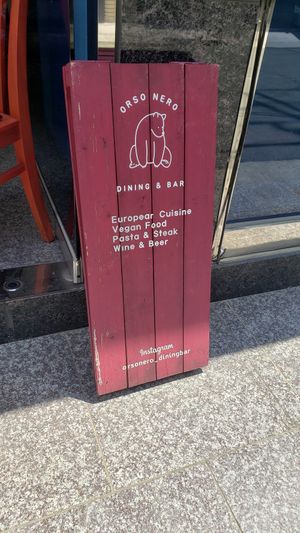 ORSO NERO
DINING & BAR
European Cuisine
Vegan Food
Pasta & Steak
Wine & Beer
Instagram
orsonero_diningbar